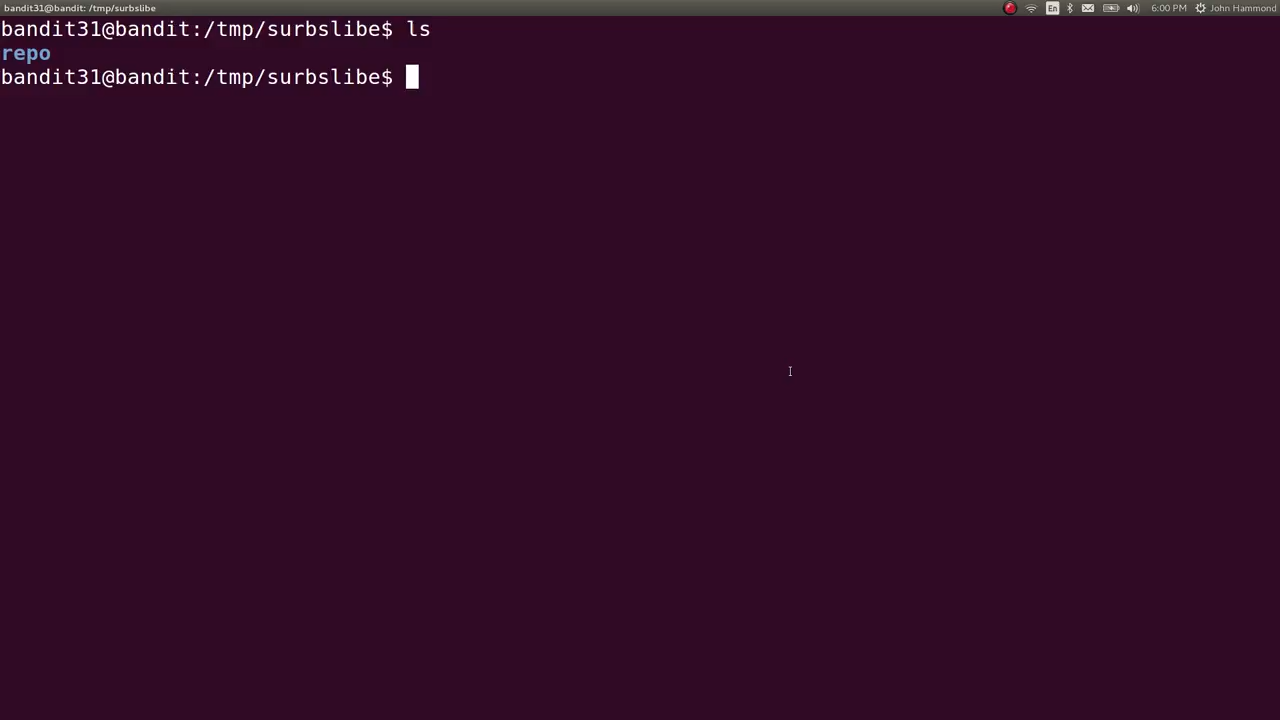 bandit31@bandit: /tmp/surbslibe
En
6:00 PM
John Hammond
bandit31@bandit:/tmp/surbslibe$ ls
repo
bandit31@bandit:/tmp/surbslibe$